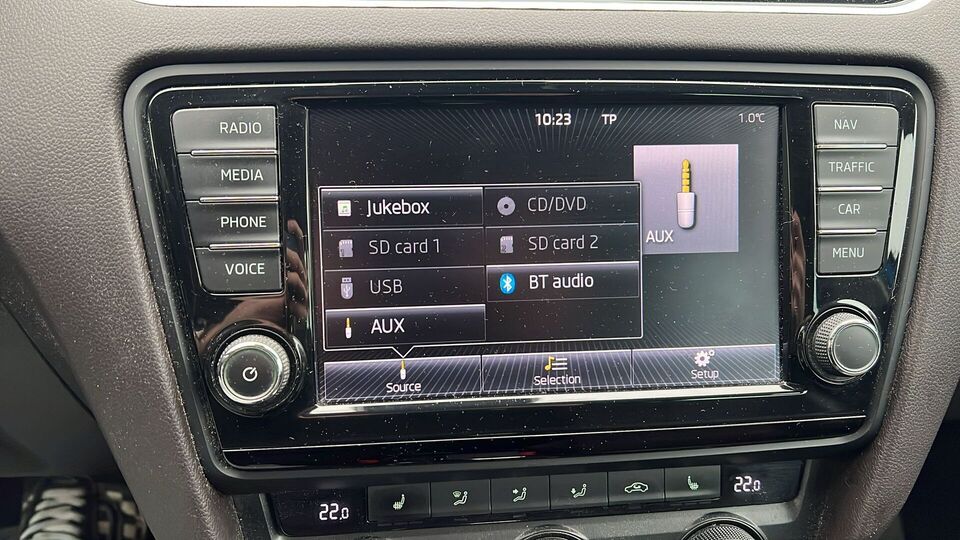 10:23 TP 1.0°C
RADIO
MEDIA
PHONE
VOICE
Jukebox CD/DVD
SD card 1 SD card 2
USB BT audio
AUX
AUX
Source Selection Setup
NAV
TRAFFIC
CAR
MENU
22.0 22.0